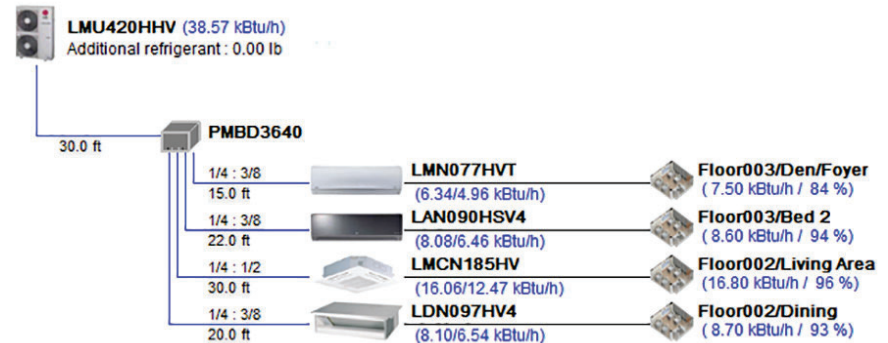 LMU420HHV (38.57 kBtu/h)
Additional refrigerant : 0.00 lb
PMBD3640
30.0 ft
1/4 : 3/8
15.0 ft
LMN077HVT
(6.34/4.96 kBtu/h)
Floor003/Den/Foyer
( 7.50 kBtu/h / 84 %)
1/4 : 3/8
22.0 ft
LAN090HSV4
(8.08/6.46 kBtu/h)
Floor003/Bed 2
( 8.60 kBtu/h / 94 %)
1/4 : 1/2
30.0 ft
LMCN185HV
(16.06/12.47 kBtu/h)
Floor002/Living Area
(16.80 kBtu/h / 96 %)
1/4 : 3/8
20.0 ft
LDN097HV4
(8.10/6.54 kBtu/h)
Floor002/Dining
( 8.70 kBtu/h / 93 %)